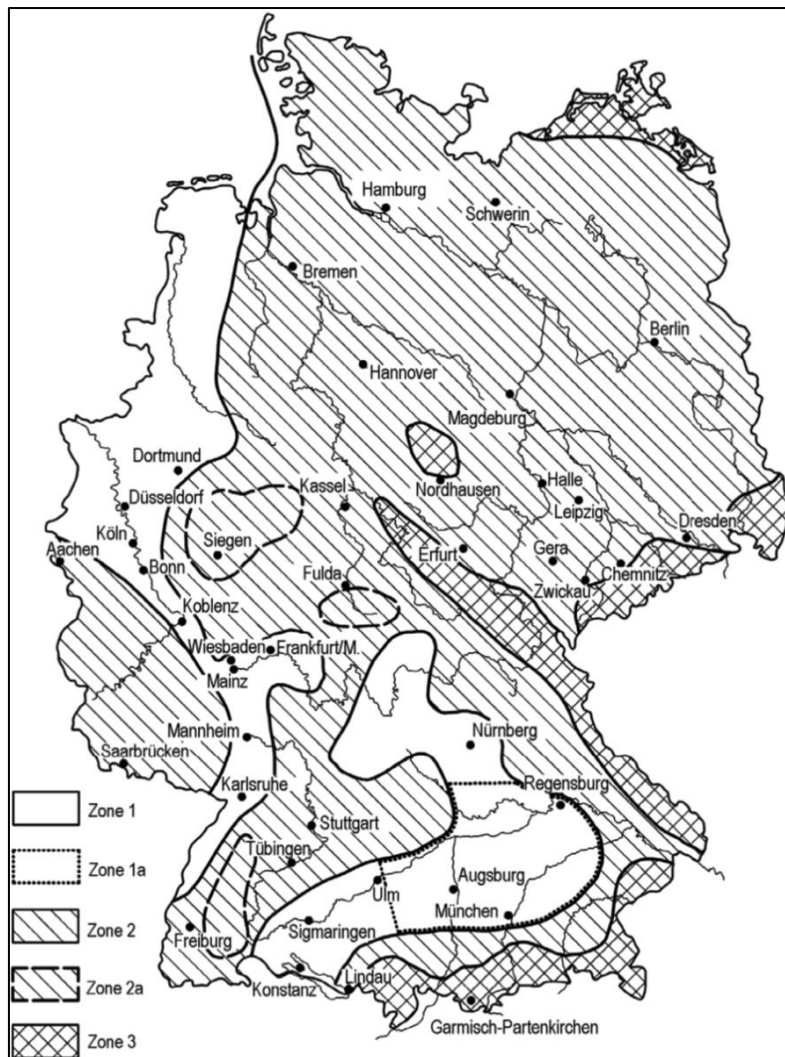 Hamburg
Schwerin
Bremen
Berlin
Hannover
Magdeburg
Dortmund
Düsseldorf
Kassel
Nordhausen
Halle
Leipzig
Köln
Siegen
Dresden
Aachen
Bonn
Erfurt
Gera
Chemnitz
Fulda
Zwickau
Koblenz
Wiesbaden
Frankfurt/M.
Mainz
Mannheim
Nürnberg
Saarbrücken
Karlsruhe
Regensburg
Zone 1
Stuttgart
Tübingen
Zone 1a
Ulm
Augsburg
München
Zone 2
Freiburg
Sigmaringen
Zone 2a
Konstanz
Lindau
Garmisch-Partenkirchen
Zone 3